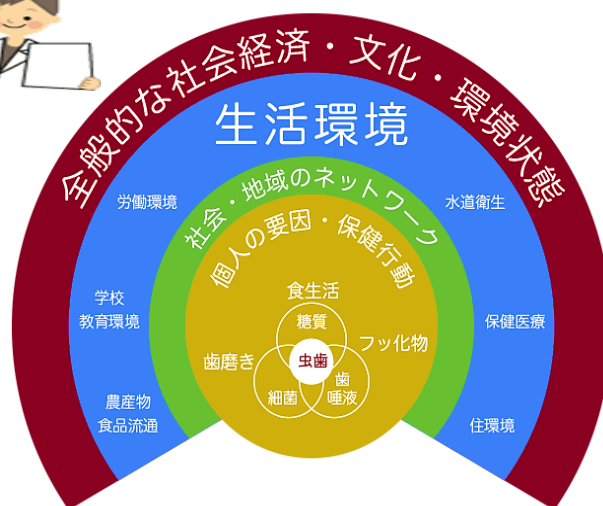 全般的な社会経済・文化・環境状態
生活環境
労働環境
水道衛生
学校
教育環境
保健医療
農産物
食品流通
住環境
社会・地域のネットワーク
個人の要因・保健行動
食生活
糖質
フッ化物
歯磨き
虫歯
細菌
歯
唾液